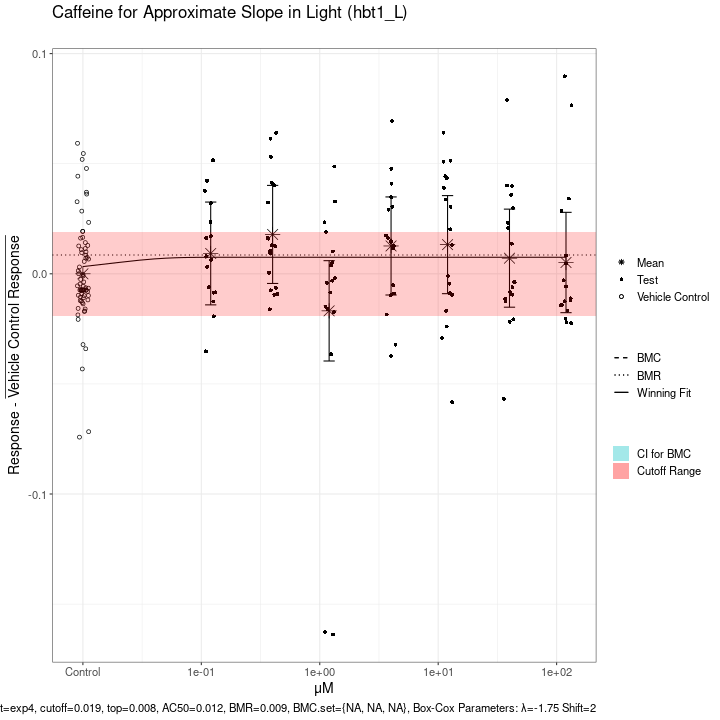 Caffeine for Approximate Slope in Light (hbt1_L)
0.1
0.0
-0.1
Response - Vehicle Control Response
Control
1e-01
1e+00
1e+01
1e+02
μM
Mean
Test
Vehicle Control
BMC
BMR
Winning Fit
CI for BMC
Cutoff Range
t=exp4, cutoff=0.019, top=0.008, AC50=0.012, BMR=0.009, BMC.set={NA, NA, NA}, Box-Cox Parameters: λ=-1.75 Shift=2